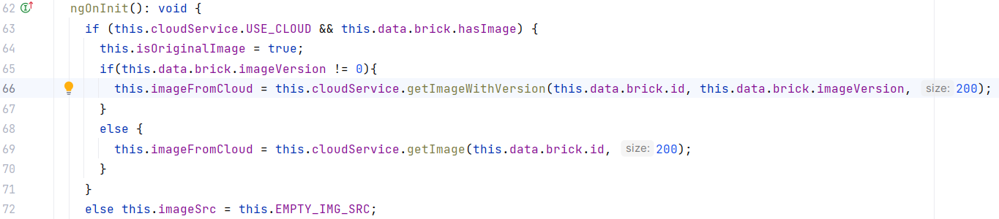 62 ngOnInit(): void {
63 if (this.cloudService.USE_CLOUD && this.data.brick.hasImage) {
64 this.isOriginalImage = true;
65 if(this.data.brick.imageVersion != 0){
66 this.imageFromCloud = this.cloudService.getImageWithVersion(this.data.brick.id, this.data.brick.imageVersion, size: 200);
67 }
68 else {
69 this.imageFromCloud = this.cloudService.getImage(this.data.brick.id, size: 200);
70 }
71 }
72 else this.imageSrc = this.EMPTY_IMG_SRC;